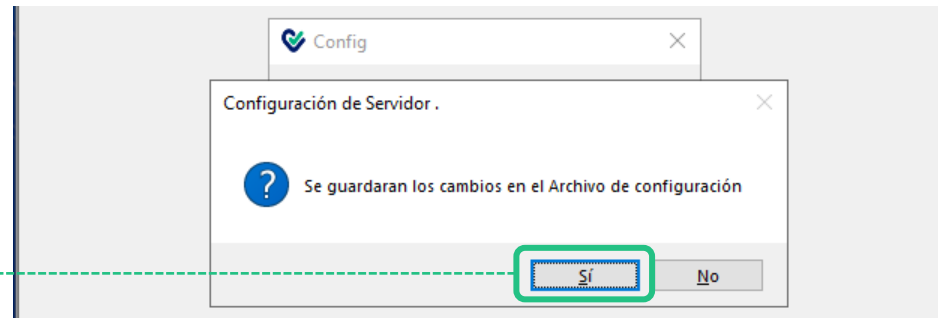 Config
Configuración de Servidor .
Se guardaran los cambios en el Archivo de configuración
Sí
No